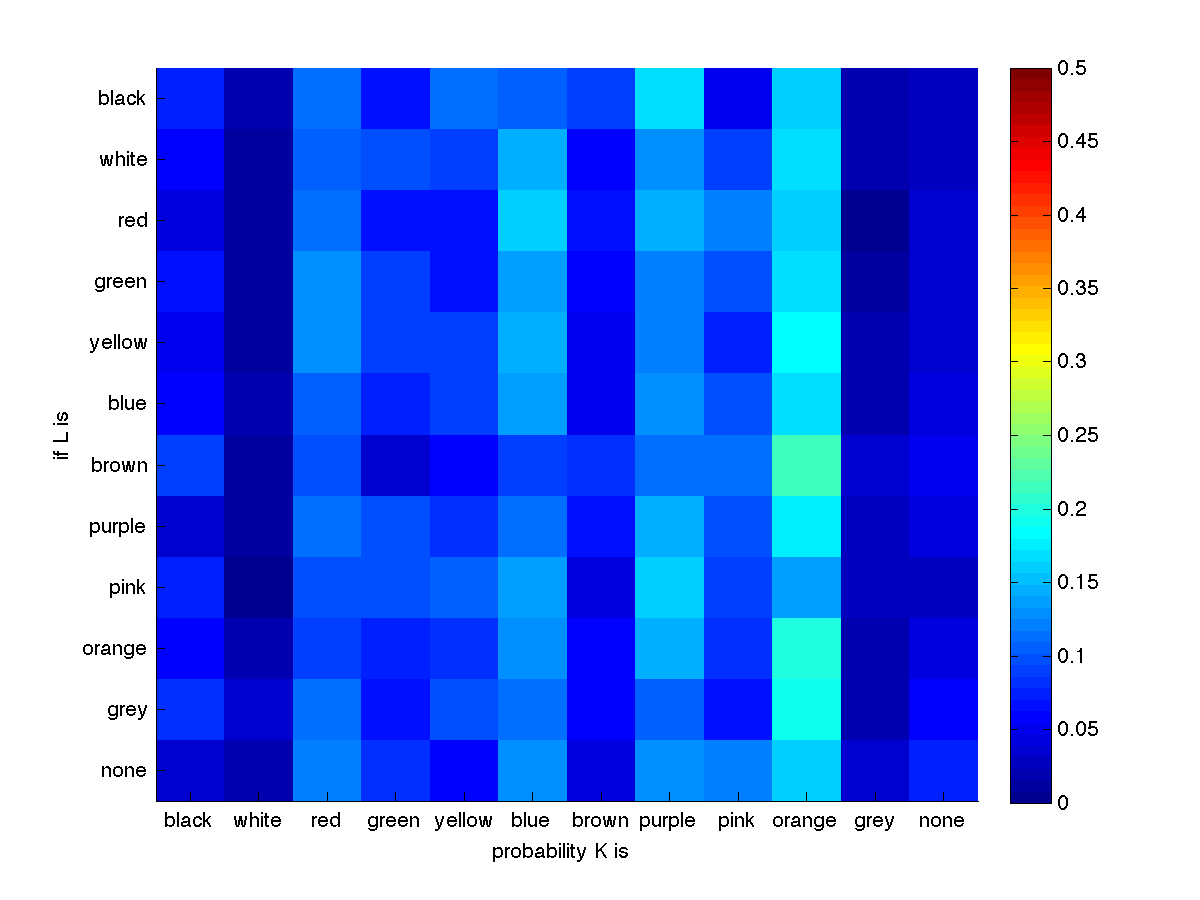 black
white
red
green
yellow
blue
brown
purple
pink
orange
grey
none
if L is
black white red green yellow blue brown purple pink orange grey none
probability K is
0.5
0.45
0.4
0.35
0.3
0.25
0.2
0.15
0.1
0.05
0